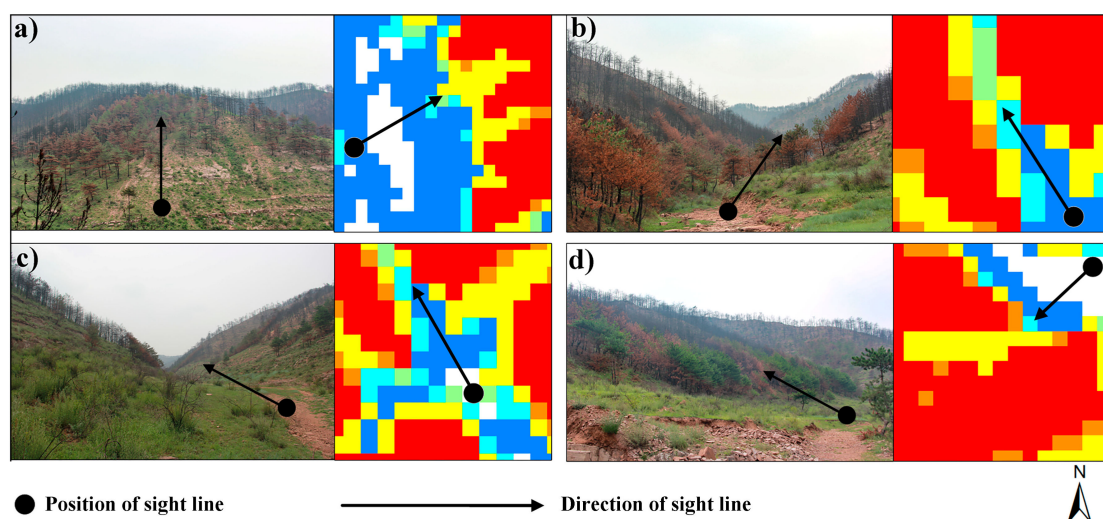 a)
b)
c)
d)
N
Position of sight line
Direction of sight line